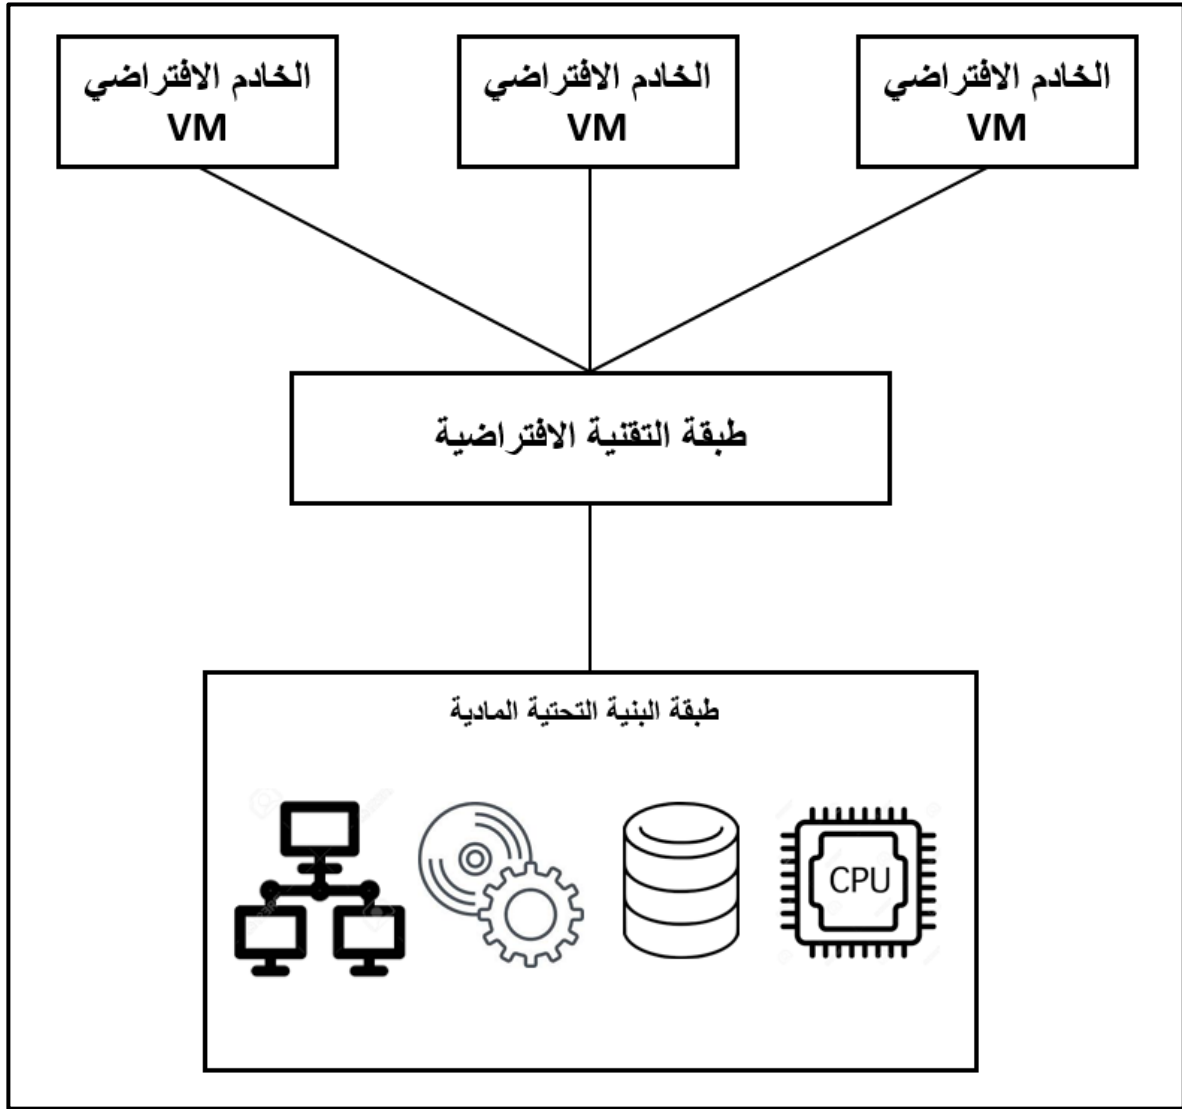 الخادم الافتراضي
VM
الخادم الافتراضي
VM
الخادم الافتراضي
VM
طبقة التقنية الافتراضية
طبقة البنية التحتية المادية
CPU